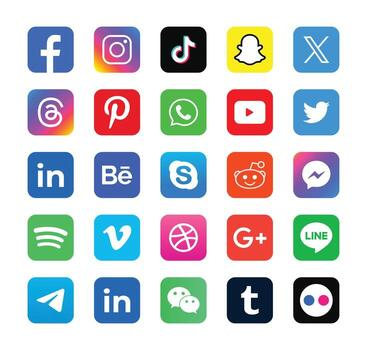 in Bē
G+ LINE
in t